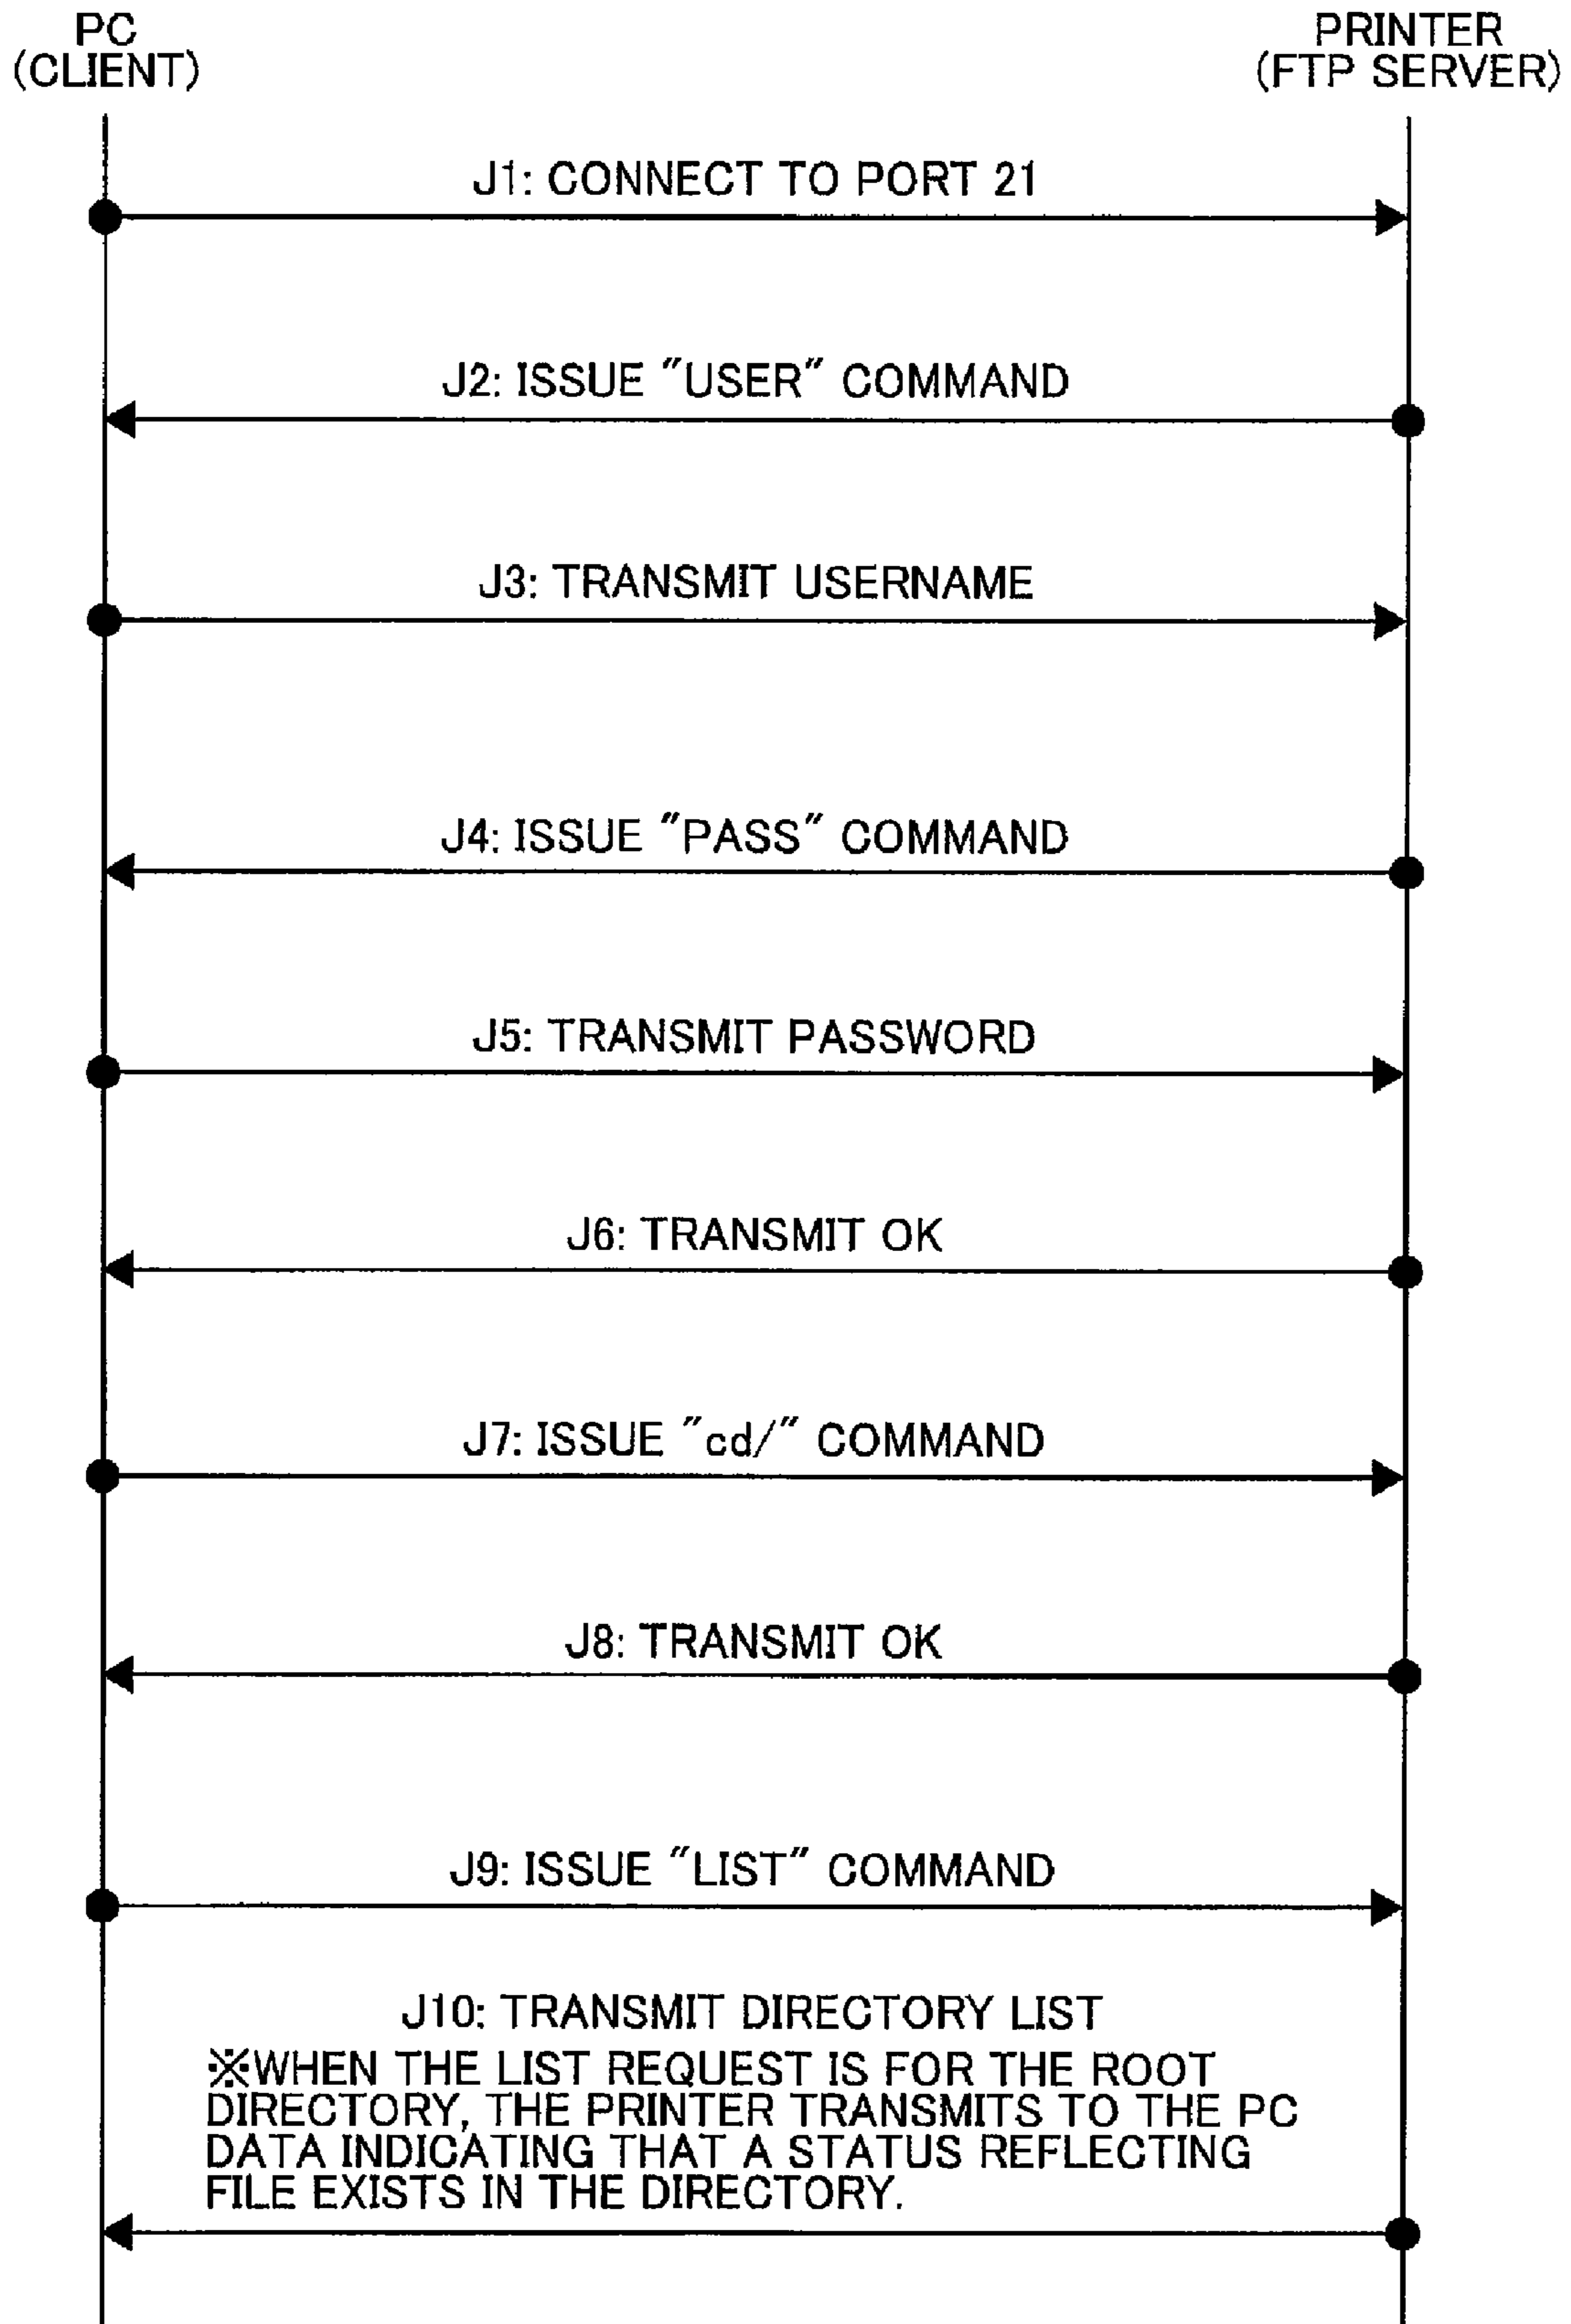 PC
(CLIENT)
PRINTER
(FTP SERVER)
J1: CONNECT TO PORT 21
J2: ISSUE "USER" COMMAND
J3: TRANSMIT USERNAME
J4: ISSUE "PASS" COMMAND
J5: TRANSMIT PASSWORD
J6: TRANSMIT OK
J7: ISSUE "cd/" COMMAND
J8: TRANSMIT OK
J9: ISSUE "LIST" COMMAND
J10: TRANSMIT DIRECTORY LIST
※WHEN THE LIST REQUEST IS FOR THE ROOT
DIRECTORY, THE PRINTER TRANSMITS TO THE PC
DATA INDICATING THAT A STATUS REFLECTING
FILE EXISTS IN THE DIRECTORY.